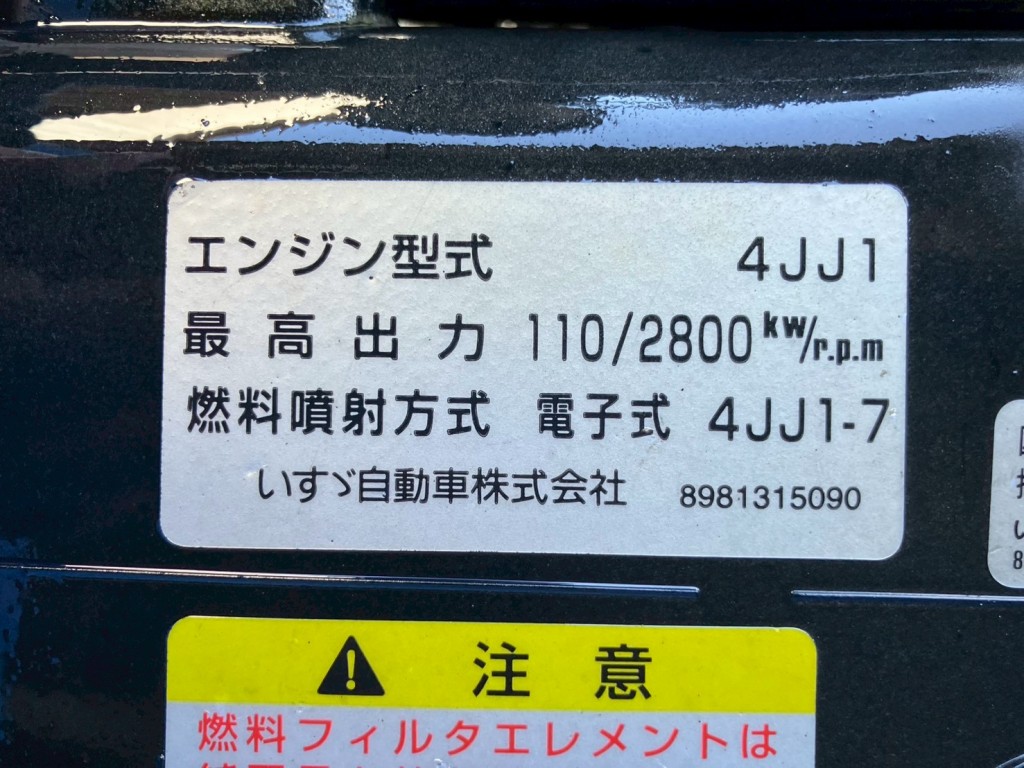 エンジン型式 4JJ1
最高出力 110/2800 kw/r.p.m
燃料噴射方式 電子式 4JJ1-7
いすゞ自動車株式会社 8981315090
注意
燃料フィルタエレメントは